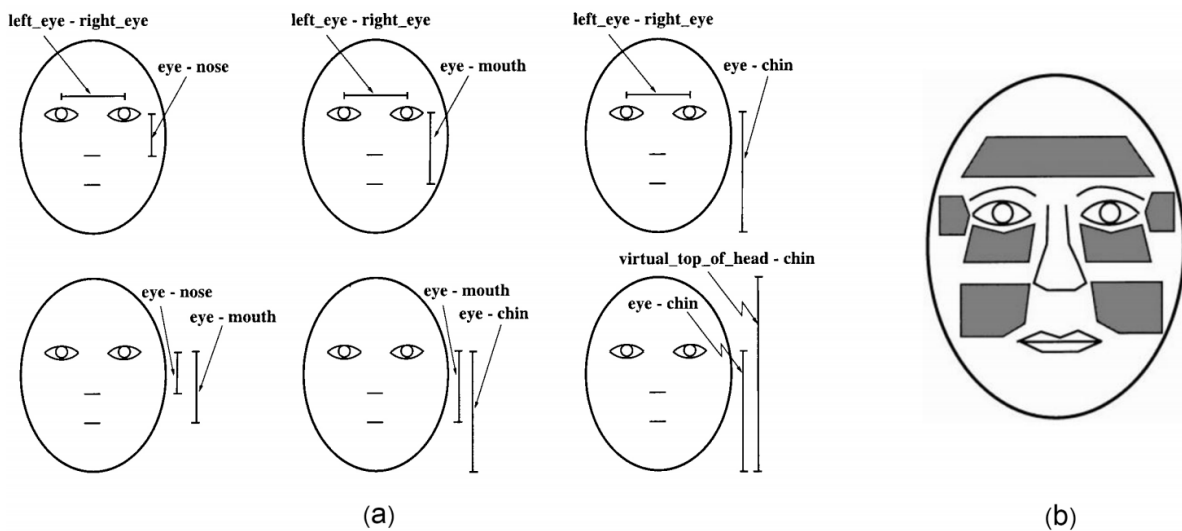 left_eye - right_eye
eye - nose
left_eye - right_eye
eye - mouth
left_eye - right_eye
eye - chin
eye - nose
eye - mouth
eye - mouth
eye - chin
virtual_top_of_head - chin
eye - chin
(a)
(b)